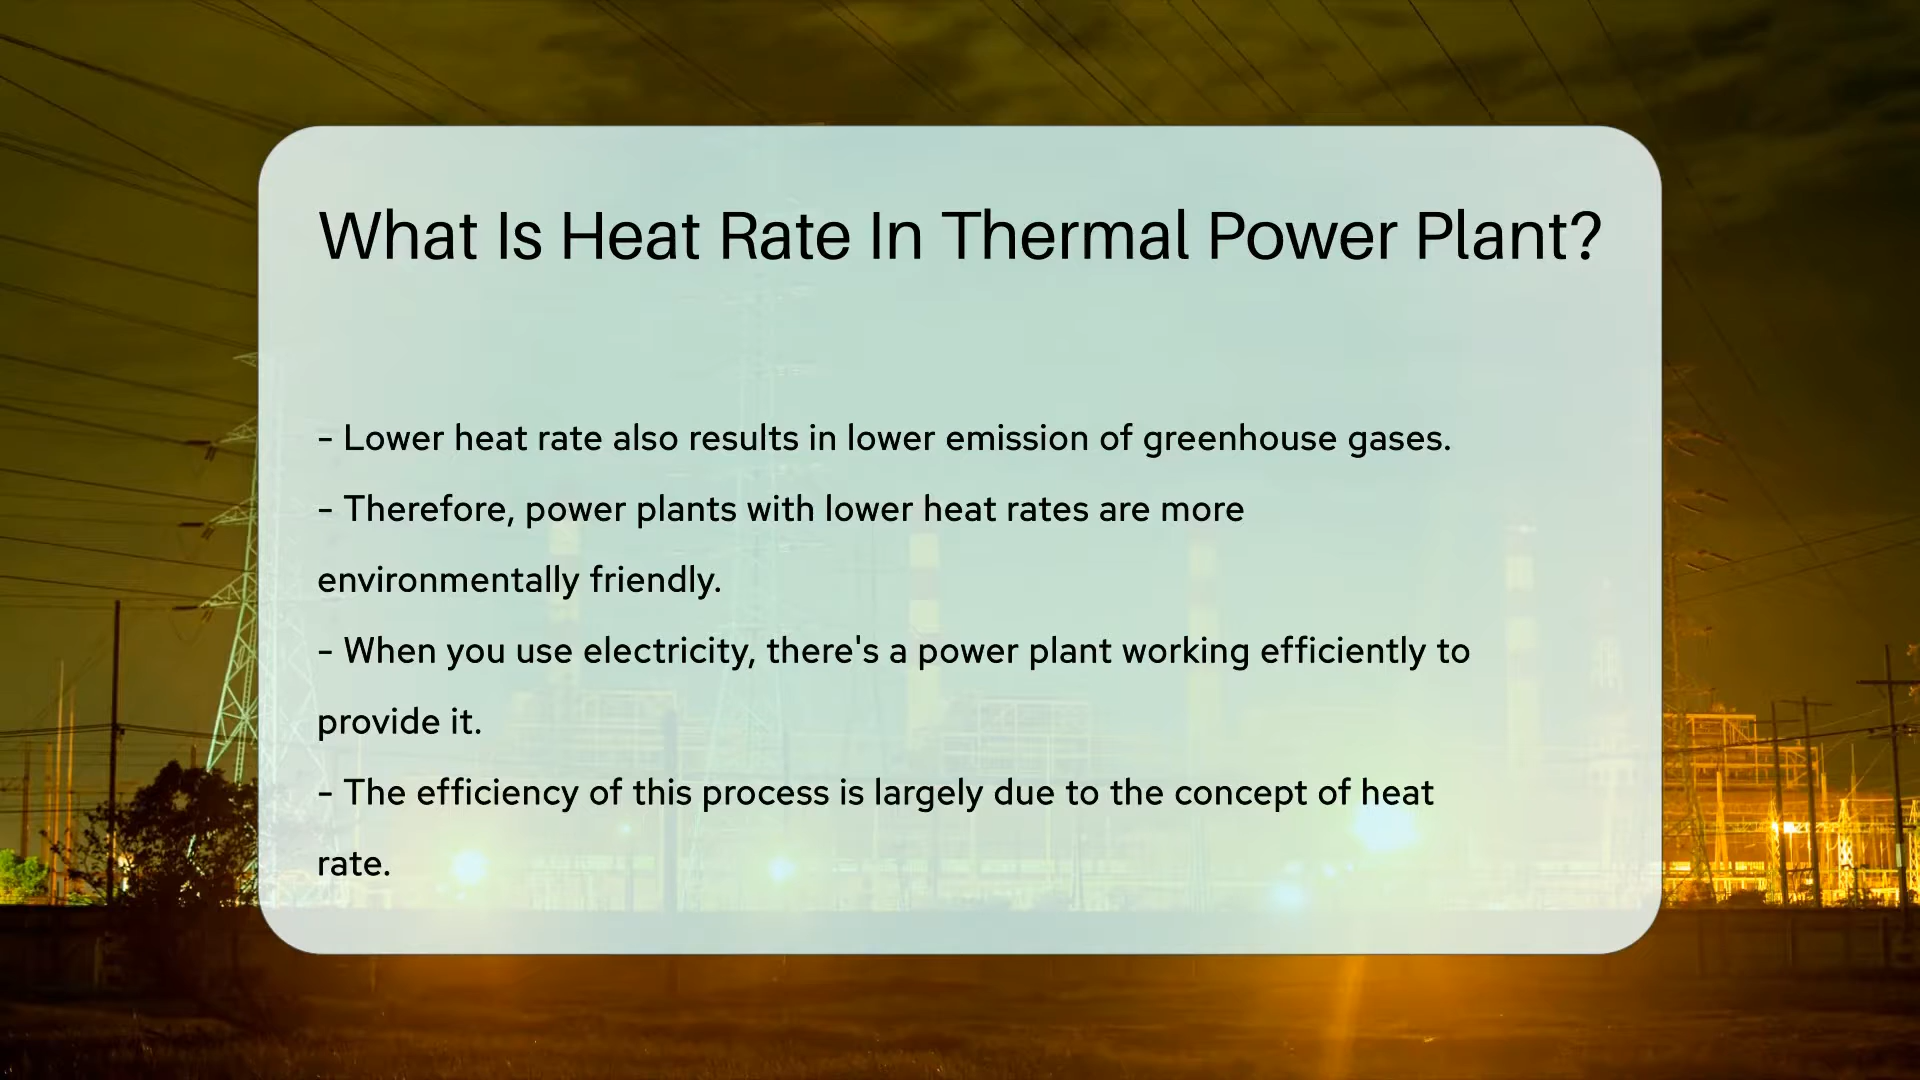 What Is Heat Rate In Thermal Power Plant?
- Lower heat rate also results in lower emission of greenhouse gases.
- Therefore, power plants with lower heat rates are more
environmentally friendly.
- When you use electricity, there's a power plant working efficiently to
provide it.
- The efficiency of this process is largely due to the concept of heat
rate.